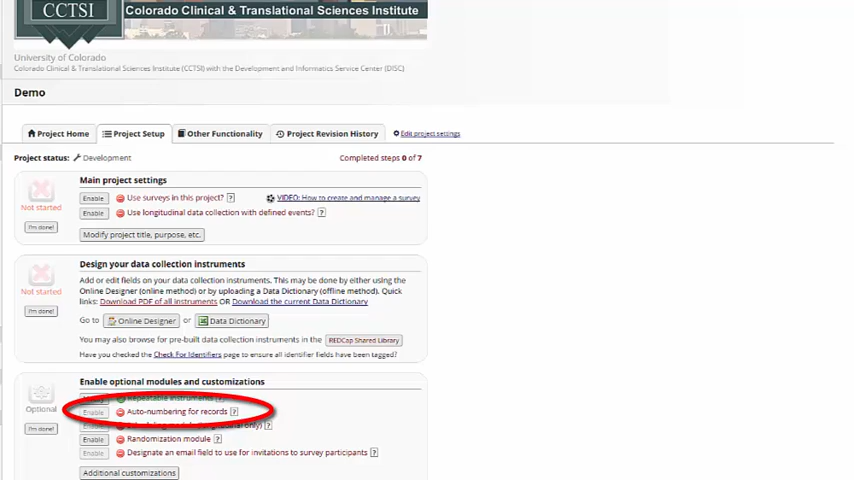 CCTSI
Colorado Clinical & Translational Sciences Institute
University of Colorado
Colorado Clinical & Translational Sciences Institute (CCTSI) with the Development and Informatics Service Center (DISC)
Demo
Project Home Project Setup Other Functionality Project Revision History Edit project settings
Project status: Development Completed steps 0 of 7
Main project settings
Not started
I'm done!
Enable Use surveys in this project? ? VIDEO: How to create and manage a survey
Enable Use longitudinal data collection with defined events? ?
Modify project title, purpose, etc.
Design your data collection instruments
Not started
I'm done!
Add or edit fields on your data collection instruments. This may be done by either using the
Online Designer (online method) or by uploading a Data Dictionary (offline method). Quick
links: Download PDF of all instruments OR Download the current Data Dictionary
Go to Online Designer or Data Dictionary
You may also browse for pre-built data collection instruments in the REDCap Shared Library
Have you checked the Check For Identifiers page to ensure all identifier fields have been tagged?
Enable optional modules and customizations
Optional
I'm done!
Repeatable instruments ?
Enable Auto-numbering for records ?
only) ?
Enable Randomization module ?
Enable Designate an email field to use for invitations to survey participants ?
Additional customizations